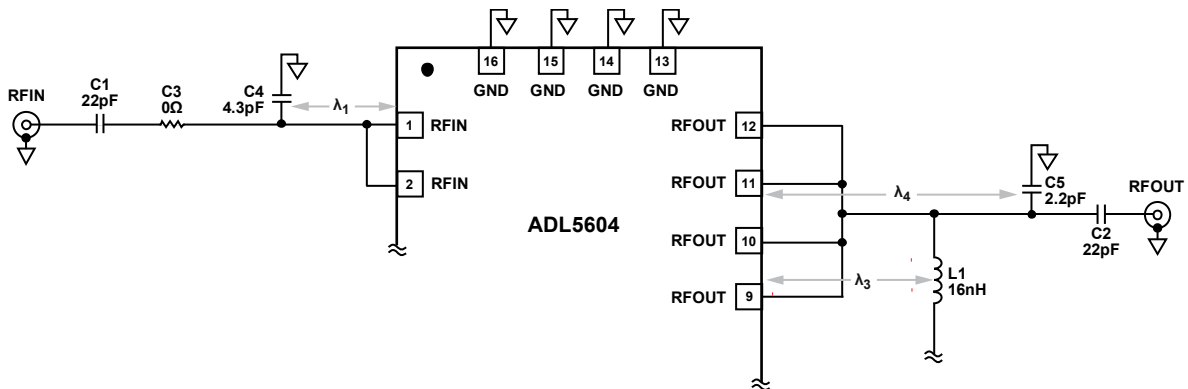 16
15
14
13
GND
GND
GND
GND
RFIN
C1
22pF
C3
0Ω
C4
4.3pF
λ1
1
RFIN
2
RFIN
ADL5604
RFOUT
12
RFOUT
11
RFOUT
10
RFOUT
9
λ4
λ3
L1
16nH
C5
2.2pF
C2
22pF
RFOUT